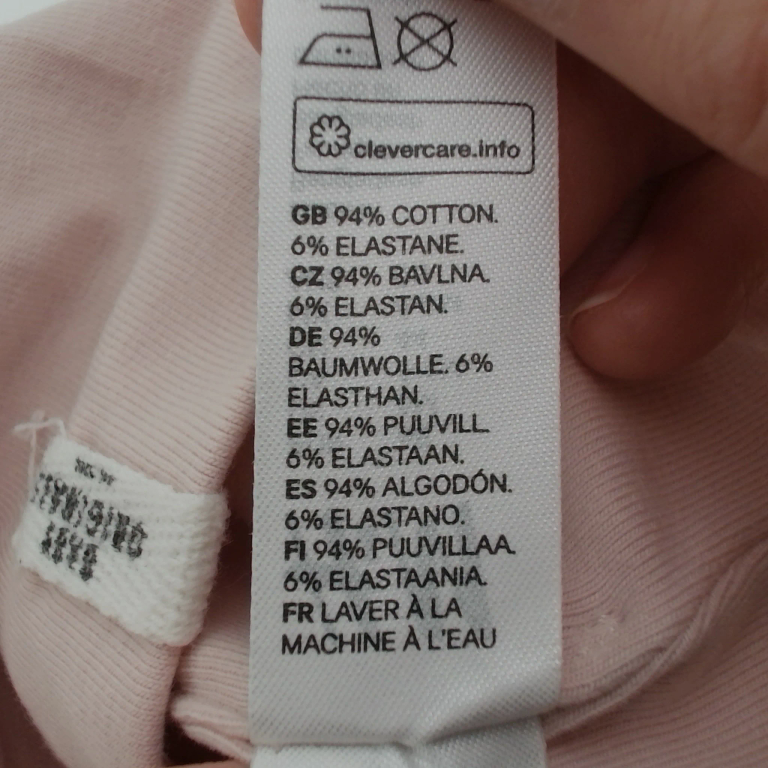 clevercare.info
GB 94% COTTON.
6% ELASTANE.
CZ 94% BAVLNA.
6% ELASTAN.
DE 94%
BAUMWOLLE. 6%
ELASTHAN.
EE 94% PUUVILL.
6% ELASTAAN.
ES 94% ALGODÓN.
6% ELASTANO.
FI 94% PUUVILLAA.
6% ELASTAANIA.
FR LAVER À LA
MACHINE À L'EAU